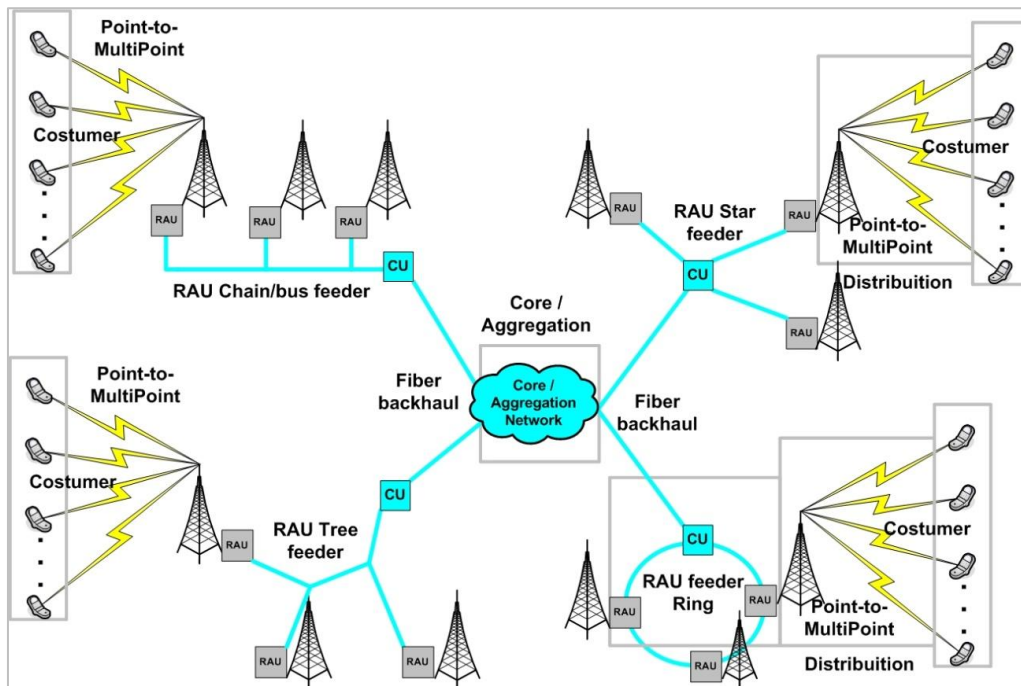 Point-to-
MultiPoint
Costumer
RAU
RAU
RAU
CU
RAU Chain/bus feeder
RAU
RAU Star
feeder
RAU
CU
RAU
Costumer
Point-to-
MultiPoint
Distribuition
Core /
Aggregation
Core /
Aggregation
Network
Fiber
backhaul
Fiber
backhaul
Point-to-
MultiPoint
Costumer
CU
RAU
RAU Tree
feeder
RAU
RAU
CU
RAU
RAU feeder
Ring
RAU
RAU
Costumer
Point-to-
MultiPoint
Distribuition